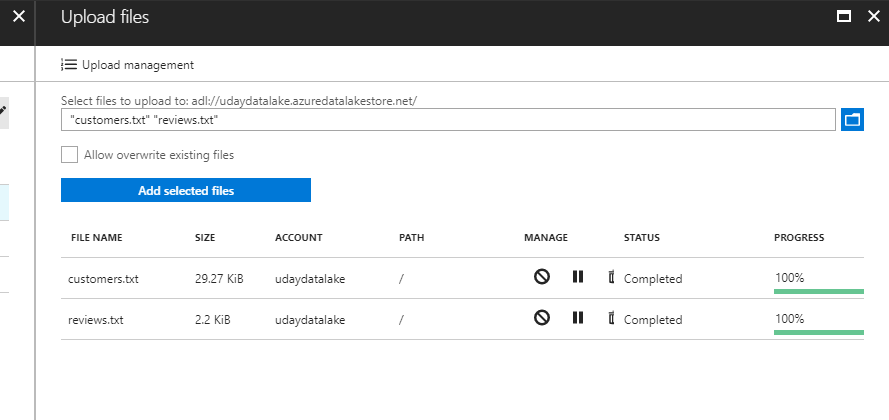 Upload files
Upload management
Select files to upload to: adl://udaydatalake.azuredatalakestore.net/
"customers.txt" "reviews.txt"
Allow overwrite existing files
Add selected files
FILE NAME SIZE ACCOUNT PATH MANAGE STATUS PROGRESS
customers.txt 29.27 KiB udaydatalake / Completed 100%
reviews.txt 2.2 KiB udaydatalake / Completed 100%